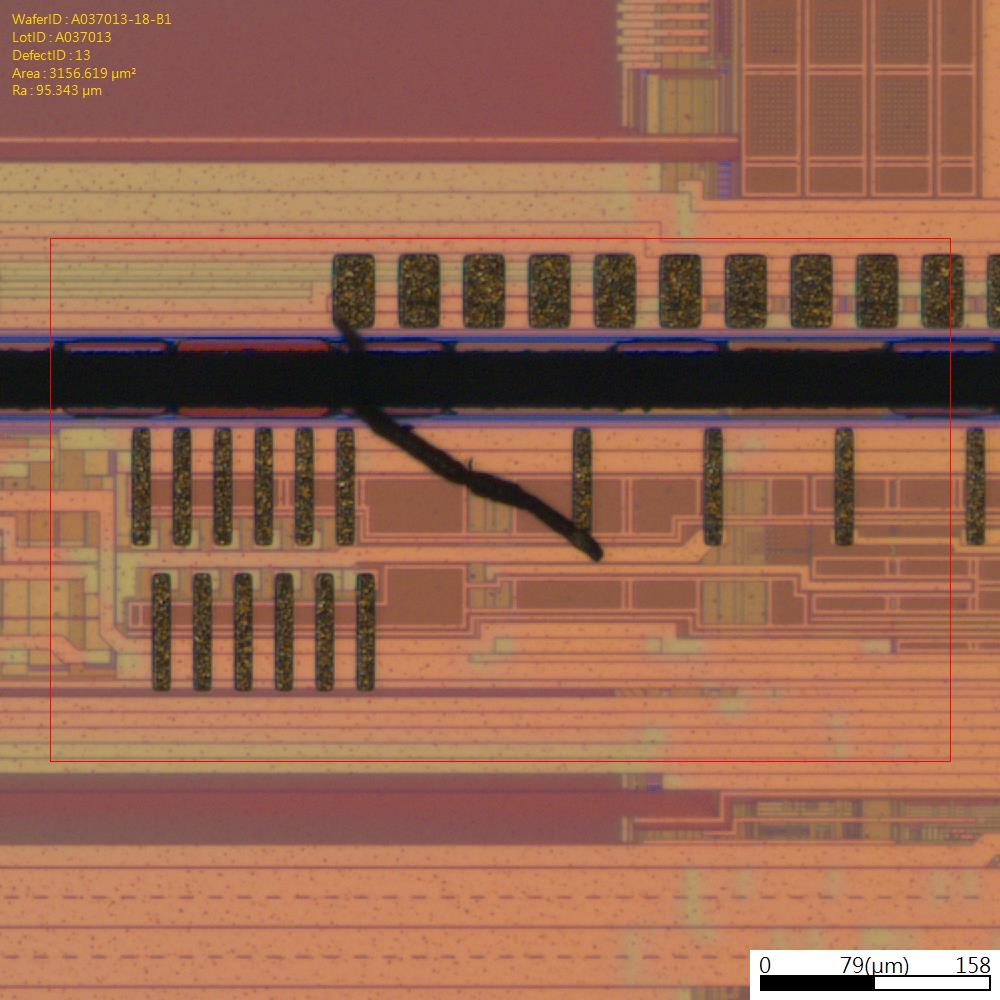 WaferID : A037013-18-B1
LotID : A037013
DefectID : 13
Area : 3156.619 µm²
Ra : 95.343 µm
0 79(µm) 158